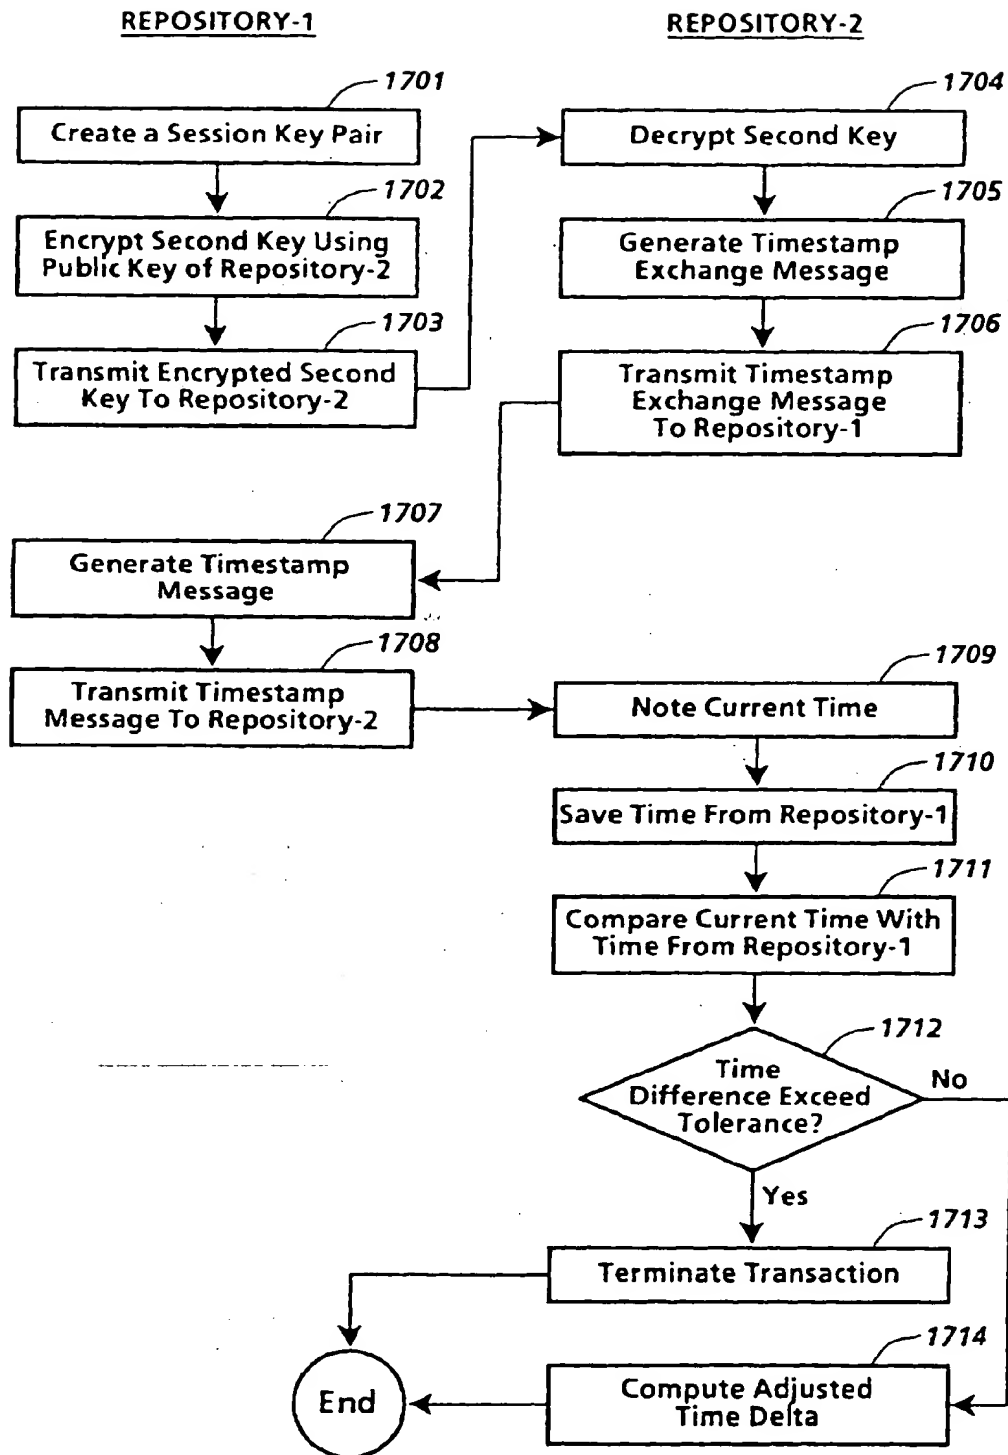 REPOSITORY-1
REPOSITORY-2
1701
Create a Session Key Pair
1702
Encrypt Second Key Using
Public Key of Repository-2
1703
Transmit Encrypted Second
Key To Repository-2
1704
Decrypt Second Key
1705
Generate Timestamp
Exchange Message
1706
Transmit Timestamp
Exchange Message
To Repository-1
1707
Generate Timestamp
Message
1708
Transmit Timestamp
Message To Repository-2
1709
Note Current Time
1710
Save Time From Repository-1
1711
Compare Current Time With
Time From Repository-1
1712
Time
Difference Exceed
Tolerance?
No
Yes
1713
Terminate Transaction
1714
Compute Adjusted
Time Delta
End